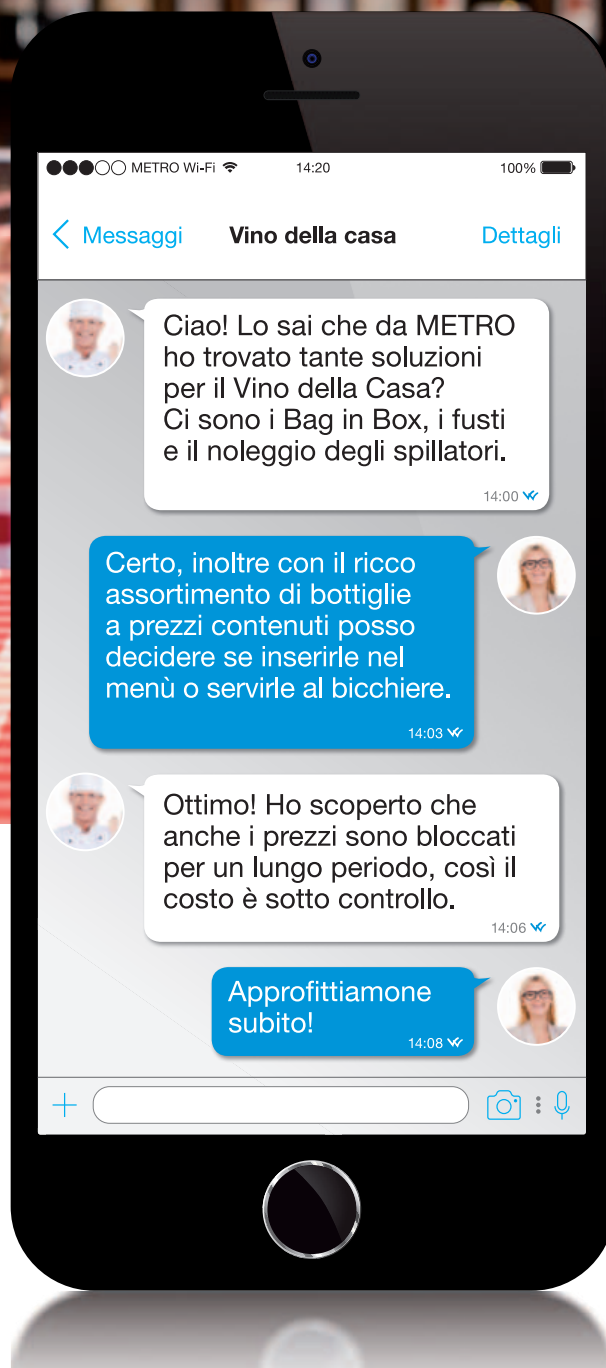 METRO Wi-Fi 14:20 100%
Messaggi Vino della casa Dettagli
Ciao! Lo sai che da METRO
ho trovato tante soluzioni
per il Vino della Casa?
Ci sono i Bag in Box, i fusti
e il noleggio degli spillatori.
14:00
Certo, inoltre con il ricco
assortimento di bottiglie
a prezzi contenuti posso
decidere se inserirle nel
menù o servirle al bicchiere.
14:03
Ottimo! Ho scoperto che
anche i prezzi sono bloccati
per un lungo periodo, così il
costo è sotto controllo.
14:06
Approfittiamone
subito!
14:08